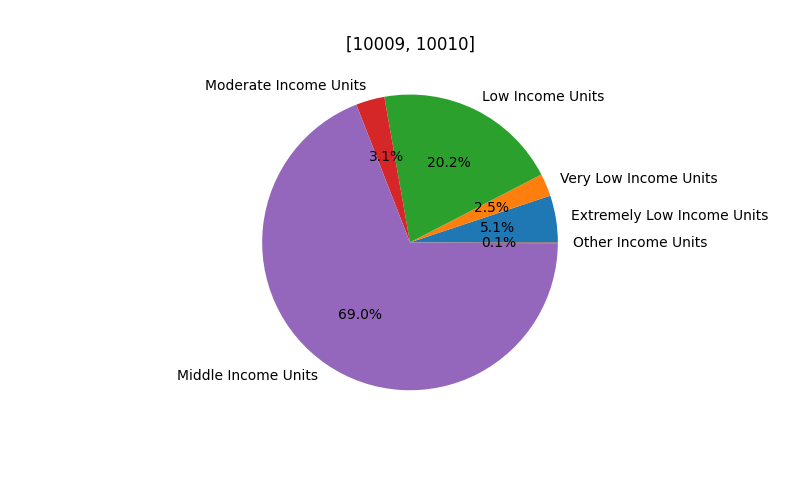 [10009, 10010]
Moderate Income Units
Low Income Units
3.1%
20.2%
Very Low Income Units
2.5%
Extremely Low Income Units
5.1%
0.1%
Other Income Units
69.0%
Middle Income Units